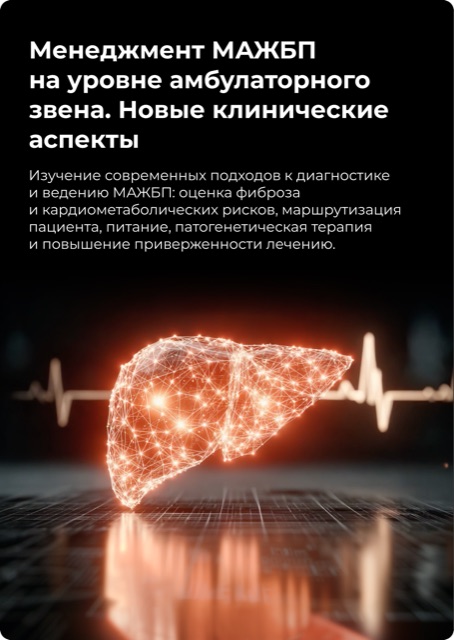 Менеджмент МАЖБП
на уровне амбулаторного
звена. Новые клинические
аспекты
Изучение современных подходов к диагностике
и ведению МАЖБП: оценка фиброза
и кардиометаболических рисков, маршрутизация
пациента, питание, патогенетическая терапия
и повышение приверженности лечению.